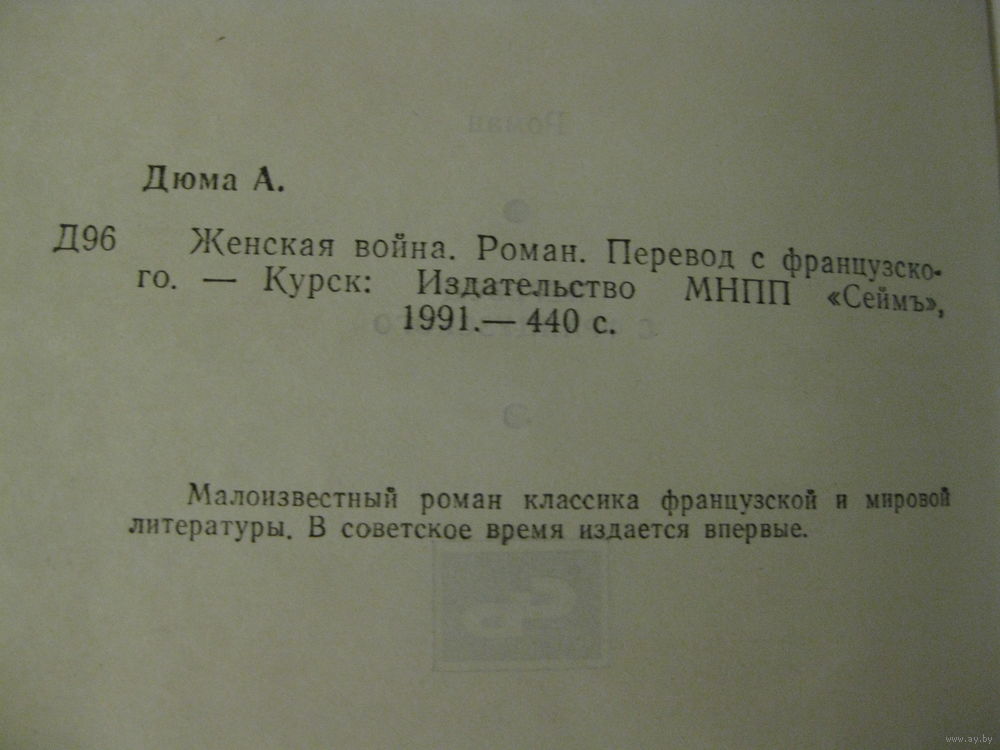 Дюма А.
Д96 Женская война. Роман. Перевод с французско-
го. — Курск: Издательство МНПП «Сеймъ»,
1991.— 440 с.
Малоизвестный роман классика французской и мировой
литературы. В советское время издается впервые.
www.ay.by